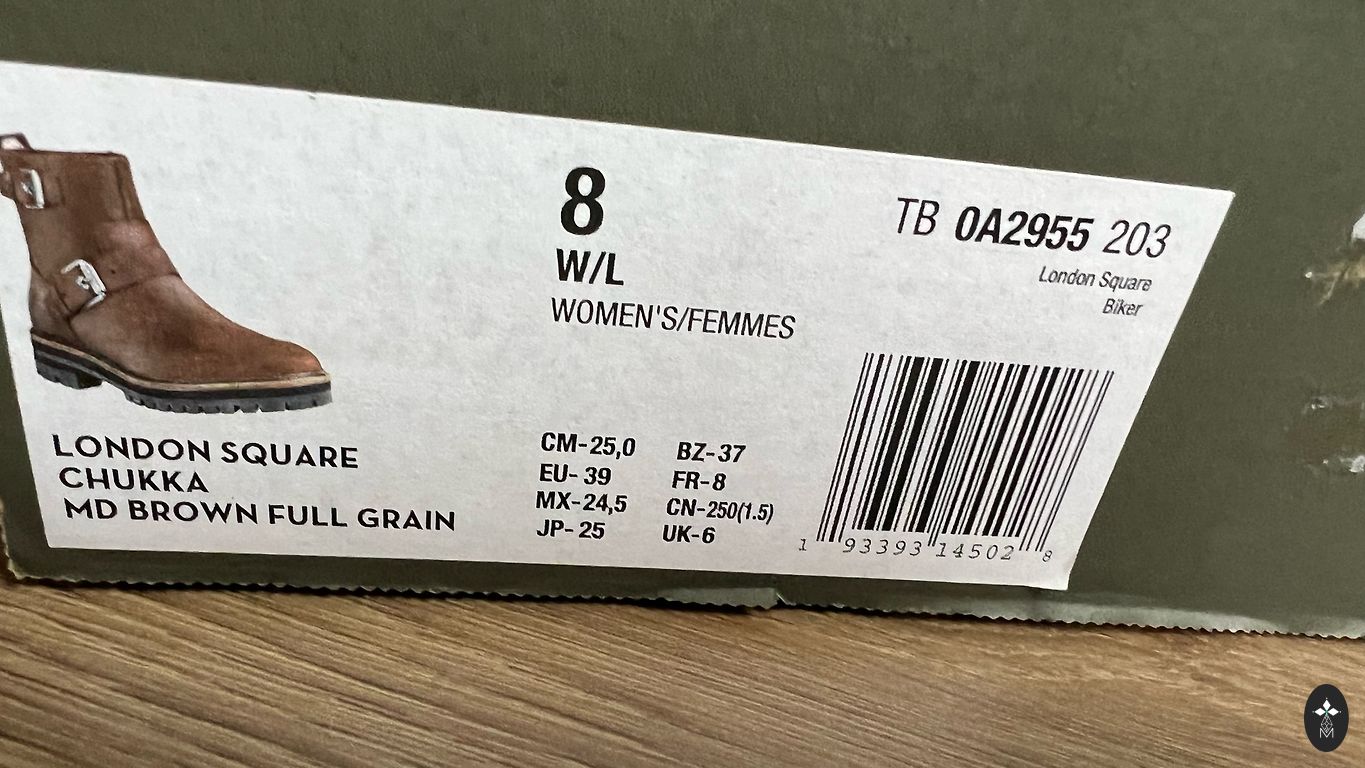 8
W/L
WOMEN'S/FEMMES
TB 0A2955 203
London Square
Biker
LONDON SQUARE
CHUKKA
MD BROWN FULL GRAIN
CM-25,0 BZ-37
EU-39 FR-8
MX-24,5 CN-250(1.5)
JP-25 UK-6
1 93393 14502 8
M